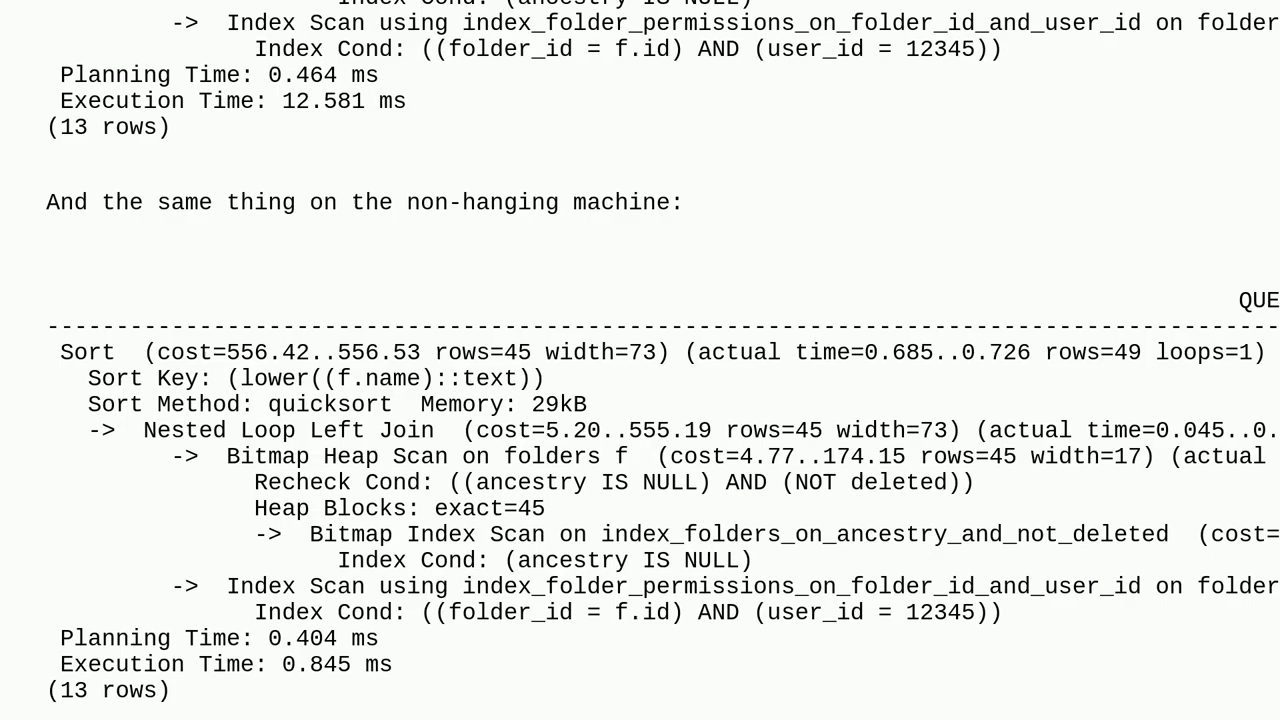 Index Cond: (ancestry IS NULL)
->  Index Scan using index_folder_permissions_on_folder_id_and_user_id on folder
Index Cond: ((folder_id = f.id) AND (user_id = 12345))
Planning Time: 0.464 ms
Execution Time: 12.581 ms
(13 rows)
And the same thing on the non-hanging machine:
QUE
-----------------------------------------------------------------------------------------
Sort  (cost=556.42..556.53 rows=45 width=73) (actual time=0.685..0.726 rows=49 loops=1)
Sort Key: (lower((f.name)::text))
Sort Method: quicksort  Memory: 29kB
->  Nested Loop Left Join  (cost=5.20..555.19 rows=45 width=73) (actual time=0.045..0.
->  Bitmap Heap Scan on folders f  (cost=4.77..174.15 rows=45 width=17) (actual
Recheck Cond: ((ancestry IS NULL) AND (NOT deleted))
Heap Blocks: exact=45
->  Bitmap Index Scan on index_folders_on_ancestry_and_not_deleted  (cost=
Index Cond: (ancestry IS NULL)
->  Index Scan using index_folder_permissions_on_folder_id_and_user_id on folder
Index Cond: ((folder_id = f.id) AND (user_id = 12345))
Planning Time: 0.404 ms
Execution Time: 0.845 ms
(13 rows)